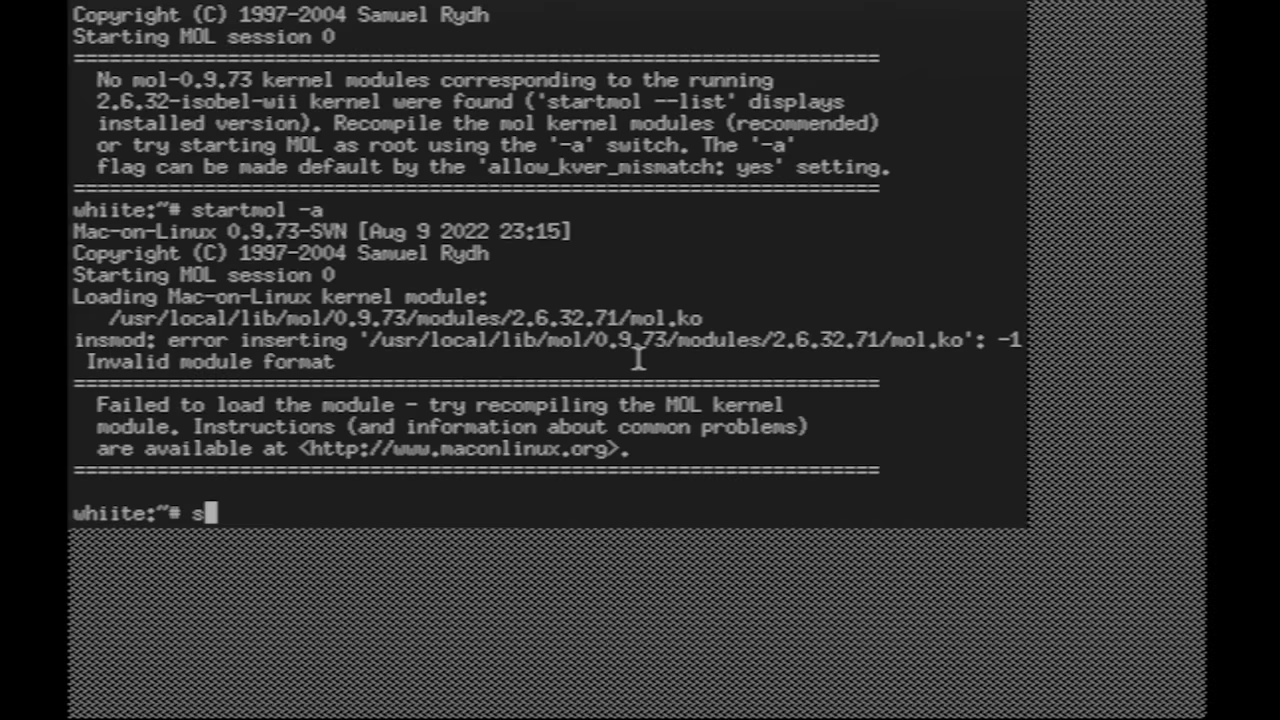 Copyright (C) 1997-2004 Samuel Rydh
Starting MOL session 0
=====================================================================
No mol-0.9.73 kernel modules corresponding to the running
2.6.32-isobel-wii kernel were found ('startmol --list' displays
installed version). Recompile the mol kernel modules (recommended)
or try starting MOL as root using the '-a' switch. The '-a'
flag can be made default by the 'allow_kver_mismatch: yes' setting.
=====================================================================
whiite:~# startmol -a
Mac-on-Linux 0.9.73-SVN [Aug 9 2022 23:15]
Copyright (C) 1997-2004 Samuel Rydh
Starting MOL session 0
Loading Mac-on-Linux kernel module:
/usr/local/lib/mol/0.9.73/modules/2.6.32.71/mol.ko
insmod: error inserting '/usr/local/lib/mol/0.9.73/modules/2.6.32.71/mol.ko': -1
Invalid module format
=====================================================================
Failed to load the module - try recompiling the MOL kernel
module. Instructions (and information about common problems)
are available at <http://www.maconlinux.org>.
=====================================================================
whiite:~# s